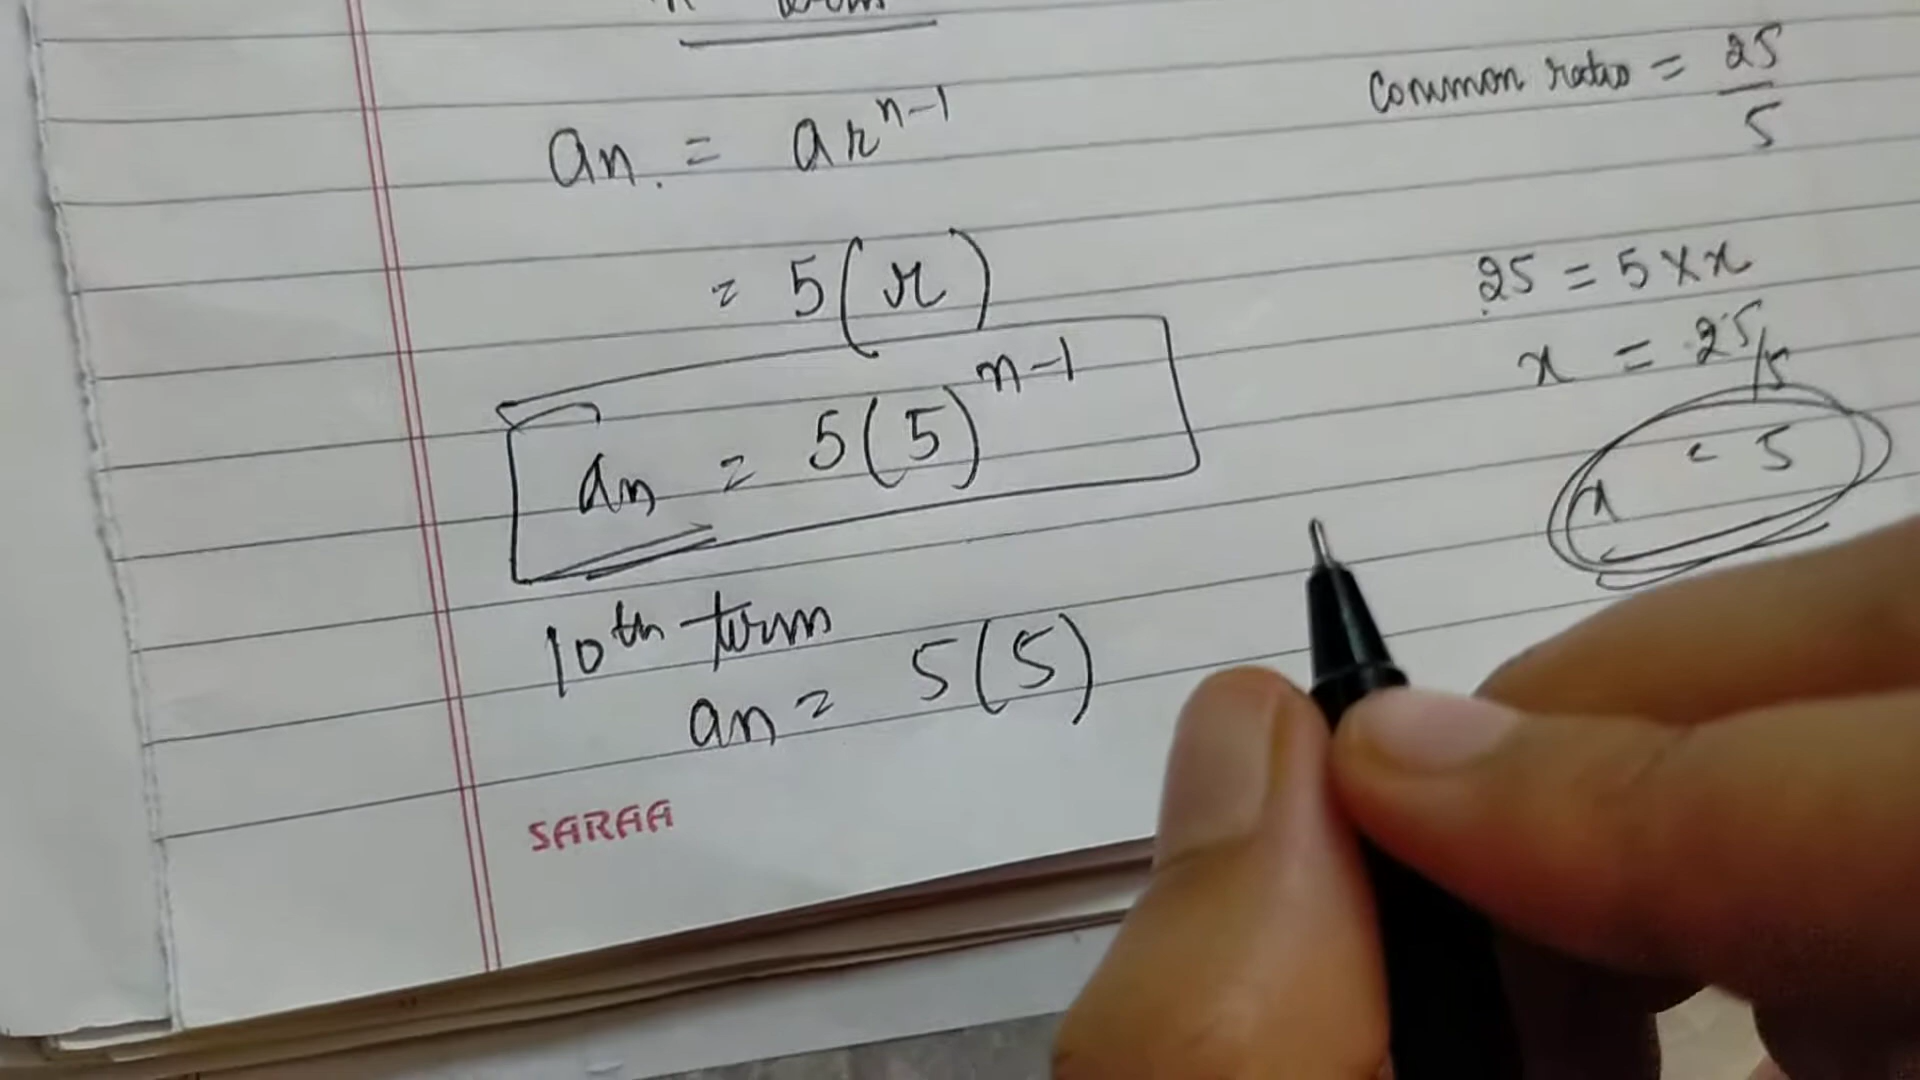 an. = ar^n-1
= 5(r)
an = 5(5)^n-1
10th term
an = 5(5)
SARAA
Common ratio = 25/5
25 = 5 x x
x = 25/5
x = 5